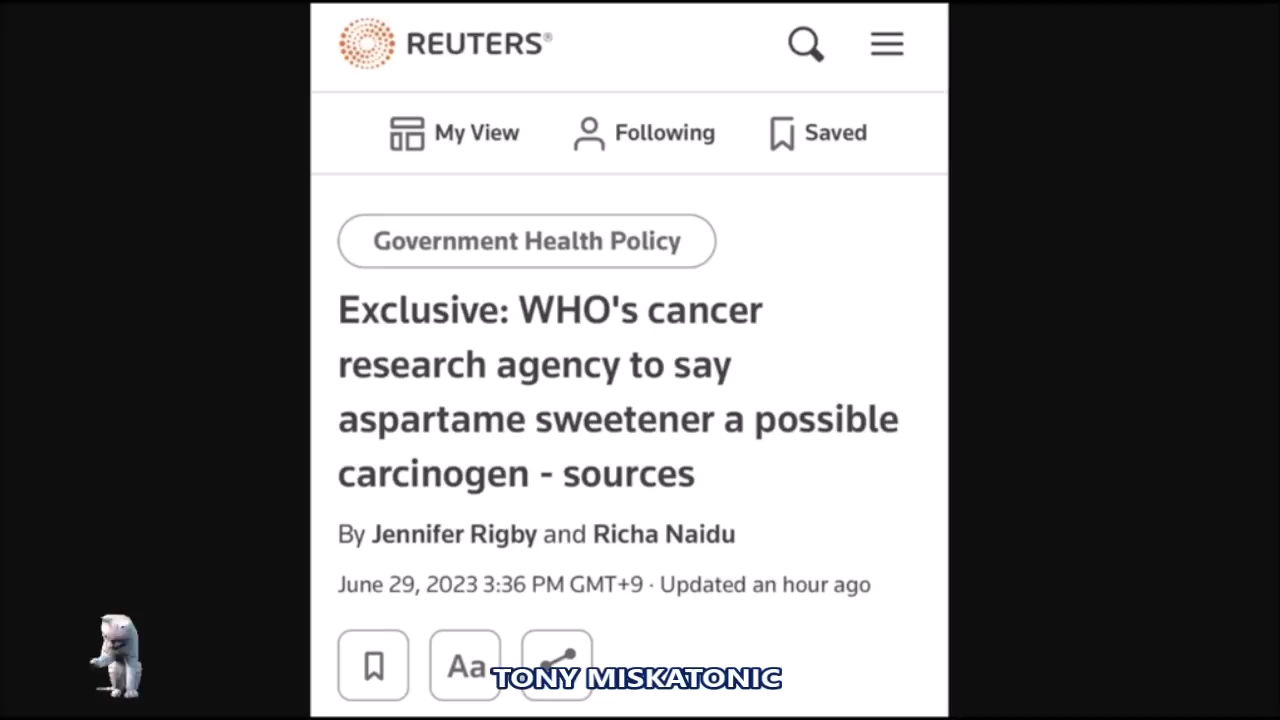 REUTERS®
My View Following Saved
Government Health Policy
Exclusive: WHO's cancer
research agency to say
aspartame sweetener a possible
carcinogen - sources
By Jennifer Rigby and Richa Naidu
June 29, 2023 3:36 PM GMT+9 · Updated an hour ago
Aa
TONY MISKATONIC